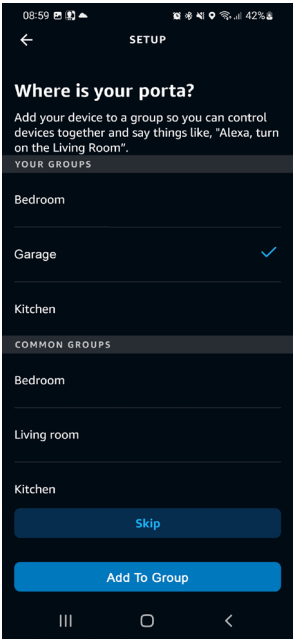 08:59 42%
SETUP
Where is your porta?
Add your device to a group so you can control
devices together and say things like, "Alexa, turn
on the Living Room".
YOUR GROUPS
Bedroom
Garage
Kitchen
COMMON GROUPS
Bedroom
Living room
Kitchen
Skip
Add To Group